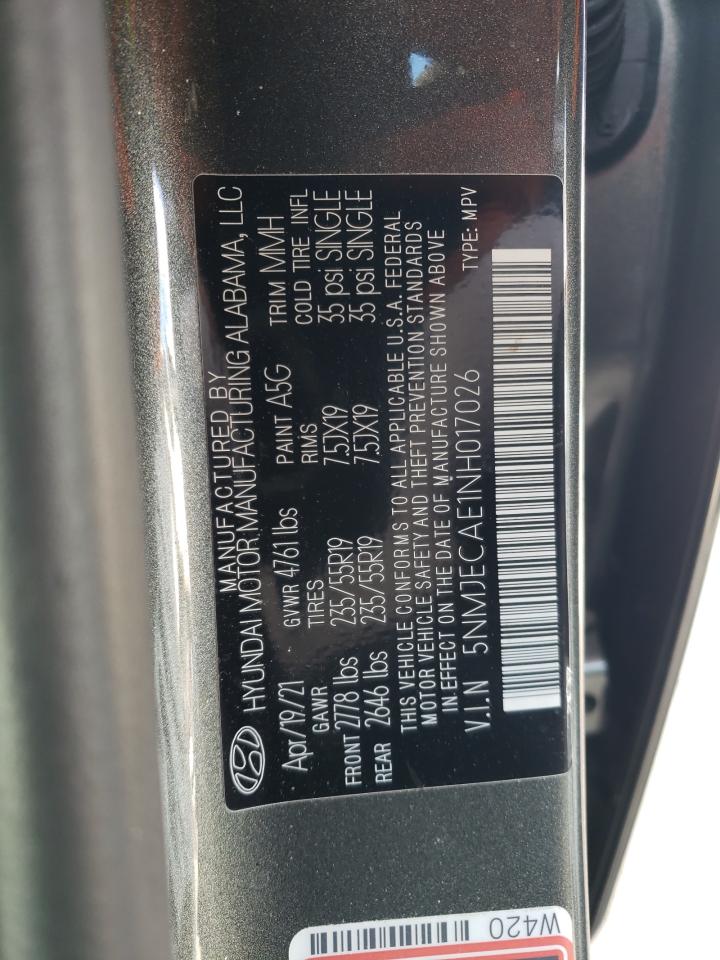 MANUFACTURED BY
HYUNDAI MOTOR MANUFACTURING ALABAMA, LLC
Apr/19/21 GVWR 4761 lbs PAINT A5G TRIM MMH
GAWR TIRES RIMS COLD TIRE INFL
FRONT 2778 lbs 235/55R19 7.5JX19 35 psi SINGLE
REAR 2646 lbs 235/55R19 7.5JX19 35 psi SINGLE
THIS VEHICLE CONFORMS TO ALL APPLICABLE U.S.A. FEDERAL
MOTOR VEHICLE SAFETY AND THEFT PREVENTION STANDARDS
IN EFFECT ON THE DATE OF MANUFACTURE SHOWN ABOVE
V.I.N 5NMJECAE1NH017026 TYPE: MPV
W420